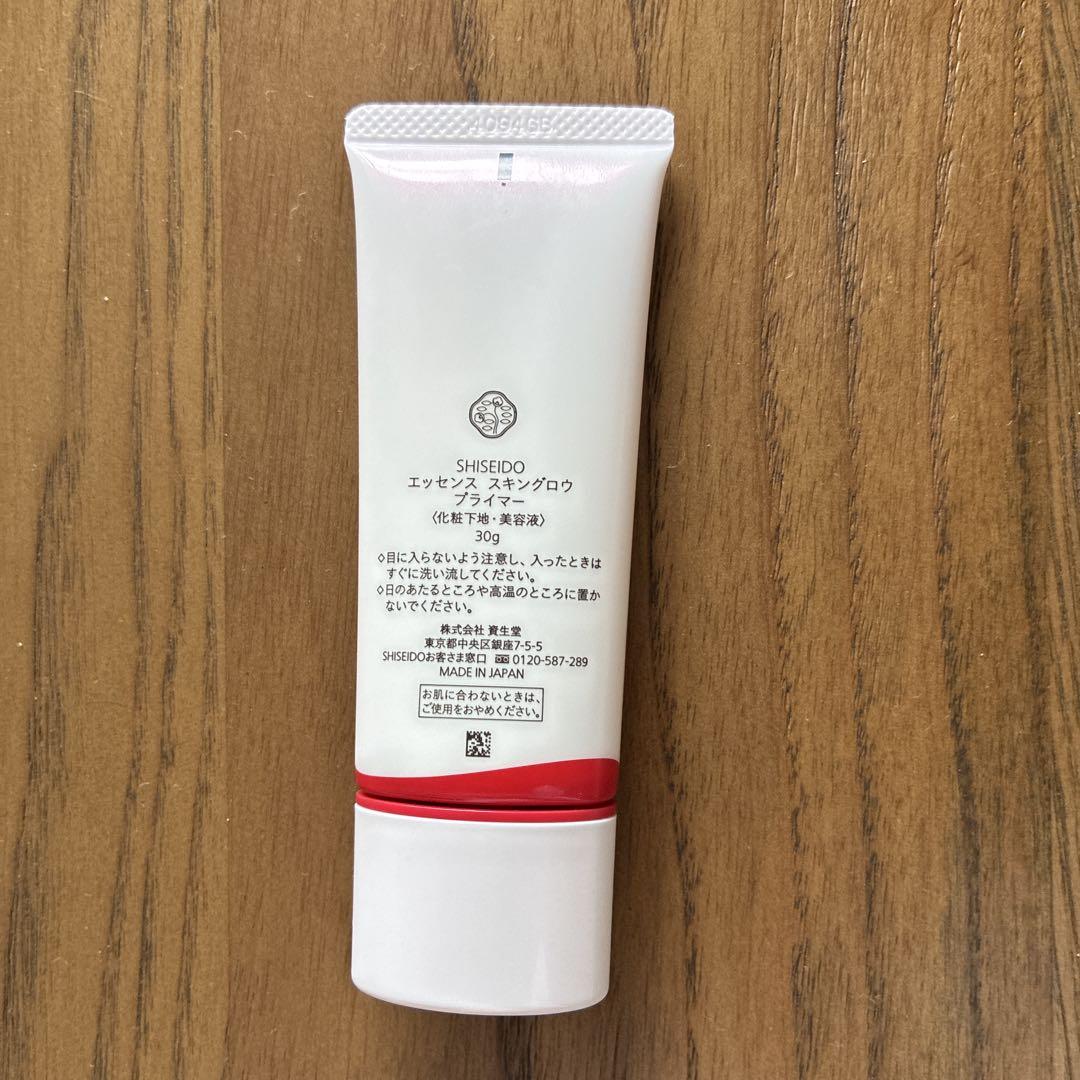 4094GB
SHISEIDO
エッセンス スキングロウ
プライマー
〈化粧下地・美容液〉
30g
◊目に入らないよう注意し、入ったときは
すぐに洗い流してください。
◊日のあたるところや高温のところに置か
ないでください。
株式会社 資生堂
東京都中央区銀座7-5-5
SHISEIDOお客さま窓口 0120-587-289
MADE IN JAPAN
お肌に合わないときは、
ご使用をおやめください。